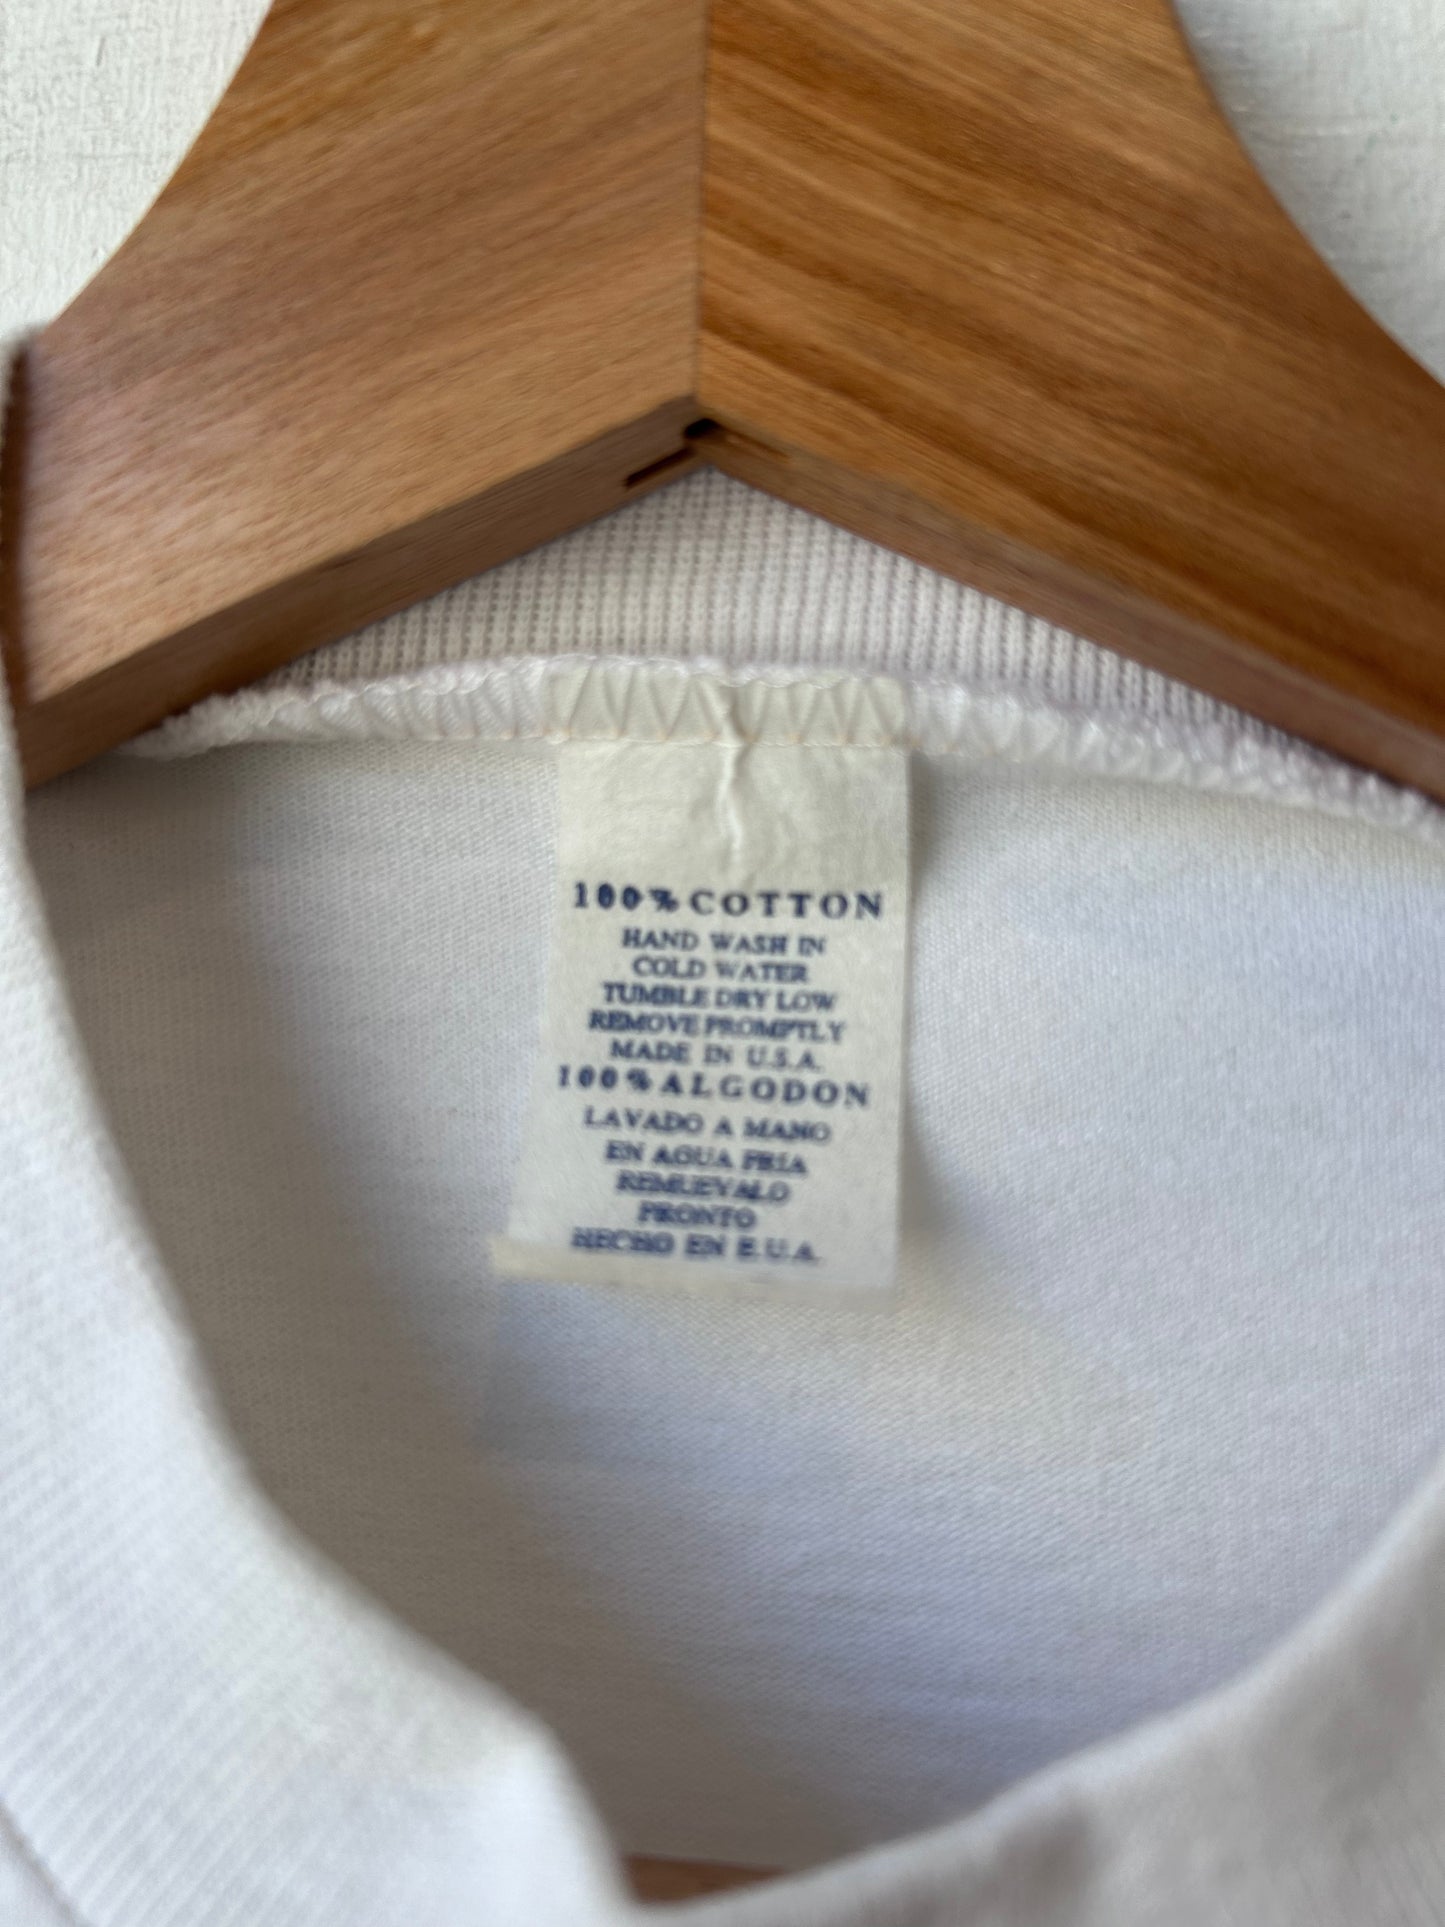 100% COTTON
HAND WASH IN
COLD WATER
TUMBLE DRY LOW
REMOVE PROMPTLY
MADE IN U.S.A.
100% ALGODON
LAVADO A MANO
EN AGUA FRIA
REMUEVALO
PRONTO
HECHO EN E.U.A.